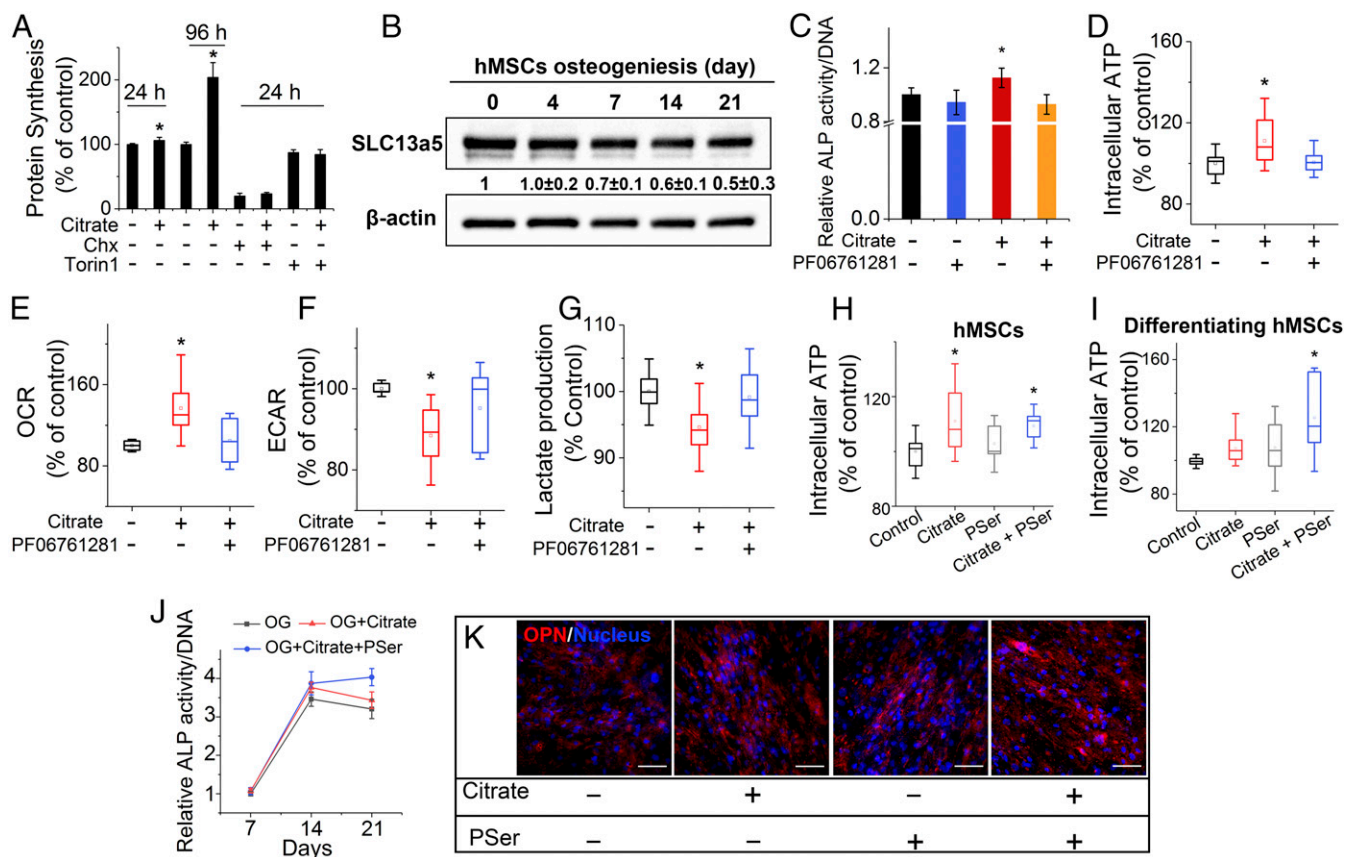 A
Protein Synthesis
(% of control)
200
100
0
24 h
96 h
24 h
*
*
Citrate - + - + - + - +
Chx + +
Torin1 + +
B
hMSCs osteogeniesis (day)
0 4 7 14 21
SLC13a5
1 1.0±0.2 0.7±0.1 0.6±0.1 0.5±0.3
β-actin
C
Relative ALP activity/DNA
1.2
0.8
0.0
*
Citrate - - + +
PF06761281 - + - +
D
Intracellular ATP
(% of control)
160
120
80
*
Citrate - + +
PF06761281 - - +
E
OCR
(% of control)
160
80
*
Citrate - + +
PF06761281 - - +
F
ECAR
(% of control)
100
80
*
Citrate - + +
PF06761281 - - +
G
Lactate production
(% Control)
110
100
90
*
Citrate - + +
PF06761281 - - +
H
hMSCs
Intracellular ATP
(% of control)
140
110
80
*
*
Control
Citrate
PSer
Citrate + PSer
I
Differentiating hMSCs
Intracellular ATP
(% of control)
160
120
80
*
Control
Citrate
PSer
Citrate + PSer
J
OG OG+Citrate
OG+Citrate+PSer
Relative ALP activity/DNA
4
3
2
1
7 14 21
Days
K
OPN/Nucleus
Citrate - + - +
PSer - - + +